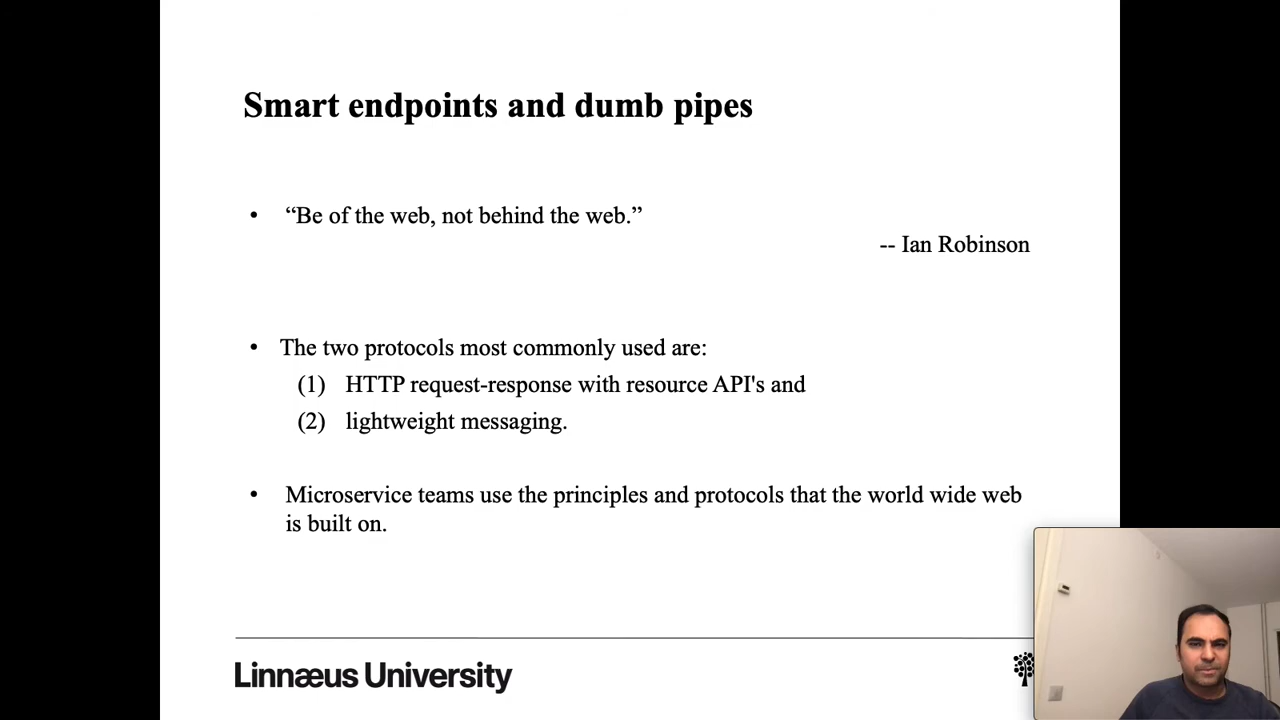 Smart endpoints and dumb pipes
• “Be of the web, not behind the web.”
-- Ian Robinson
• The two protocols most commonly used are:
(1) HTTP request-response with resource API's and
(2) lightweight messaging.
• Microservice teams use the principles and protocols that the world wide web
is built on.
Linnæus University